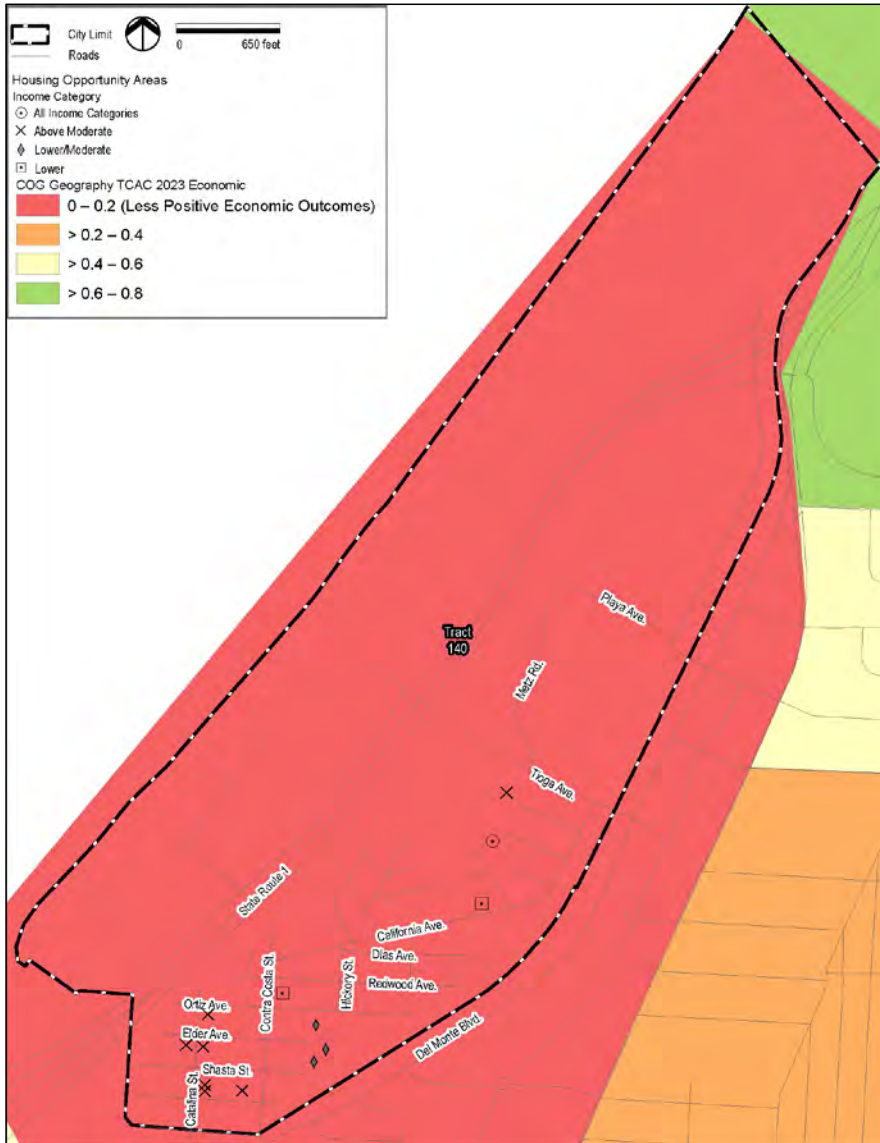 City Limit
Roads
0 650 feet
Housing Opportunity Areas
Income Category
All Income Categories
Above Moderate
Lower/Moderate
Lower
COG Geography TCAC 2023 Economic
0 – 0.2 (Less Positive Economic Outcomes)
> 0.2 – 0.4
> 0.4 – 0.6
> 0.6 – 0.8
Playa Ave.
Tract
140
Metz Rd.
Tioga Ave.
State Route 1
California Ave.
Dias Ave.
Hickory St.
Contra Costa St.
Redwood Ave.
Ortiz Ave.
Elder Ave.
Del Monte Blvd.
Shasta St.
Catalina St.